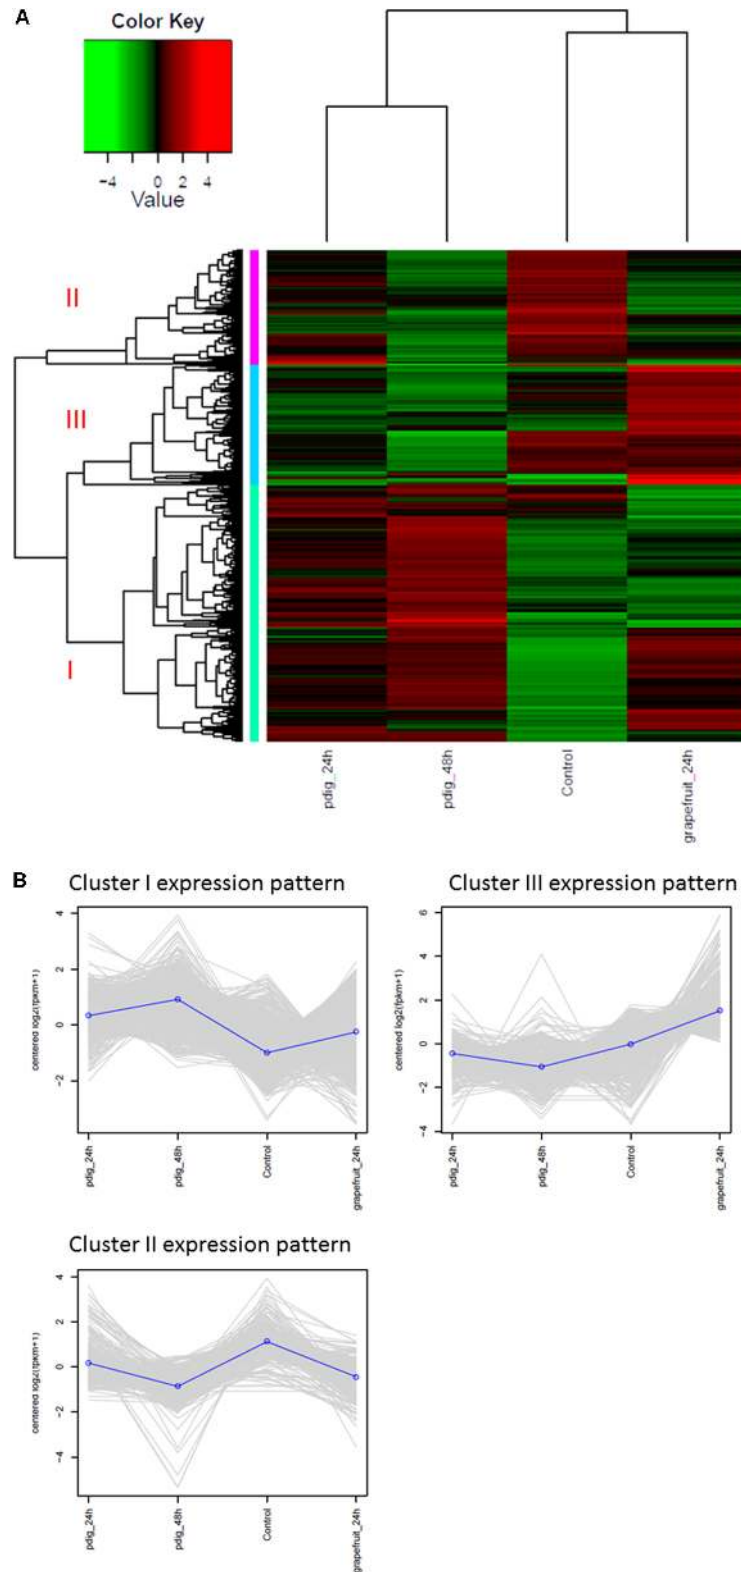 A
Color Key
−4 0 2 4
Value
II
III
I
pdig_24h
pdig_48h
Control
grapefruit_24h
B
Cluster I expression pattern
centered log2(fpkm+1)
4
2
0
−2
pdig_24h
pdig_48h
Control
grapefruit_24h
Cluster III expression pattern
centered log2(fpkm+1)
6
4
2
0
−2
−4
pdig_24h
pdig_48h
Control
grapefruit_24h
Cluster II expression pattern
centered log2(fpkm+1)
4
2
0
−2
−4
pdig_24h
pdig_48h
Control
grapefruit_24h